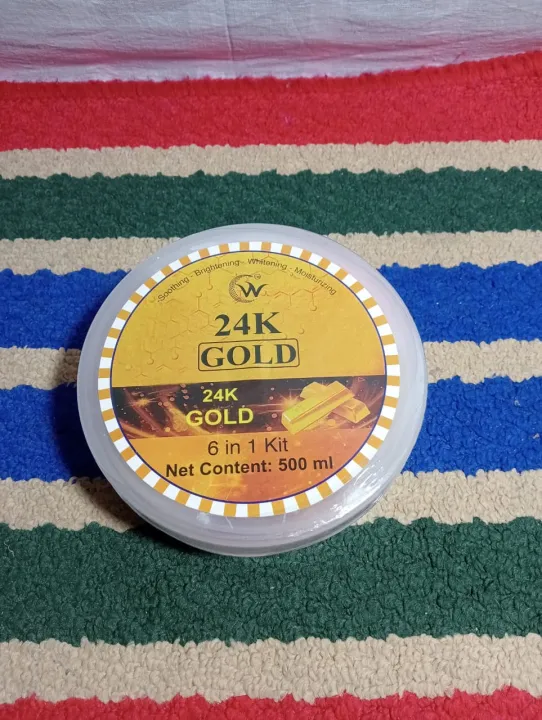 Soothing - Brightening - Whitening - Moisturizing
W
24K
GOLD
24K
GOLD
6 in 1 Kit
Net Content: 500 ml